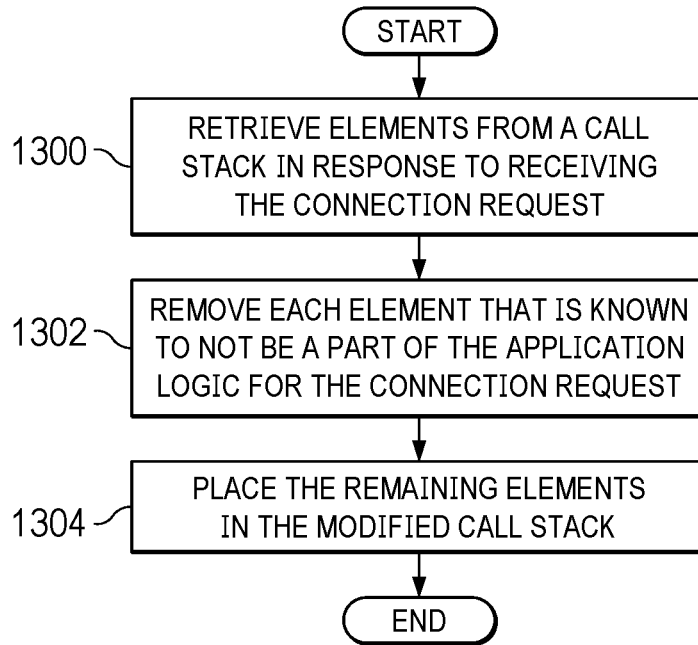 START
1300
RETRIEVE ELEMENTS FROM A CALL
STACK IN RESPONSE TO RECEIVING
THE CONNECTION REQUEST
1302
REMOVE EACH ELEMENT THAT IS KNOWN
TO NOT BE A PART OF THE APPLICATION
LOGIC FOR THE CONNECTION REQUEST
1304
PLACE THE REMAINING ELEMENTS
IN THE MODIFIED CALL STACK
END